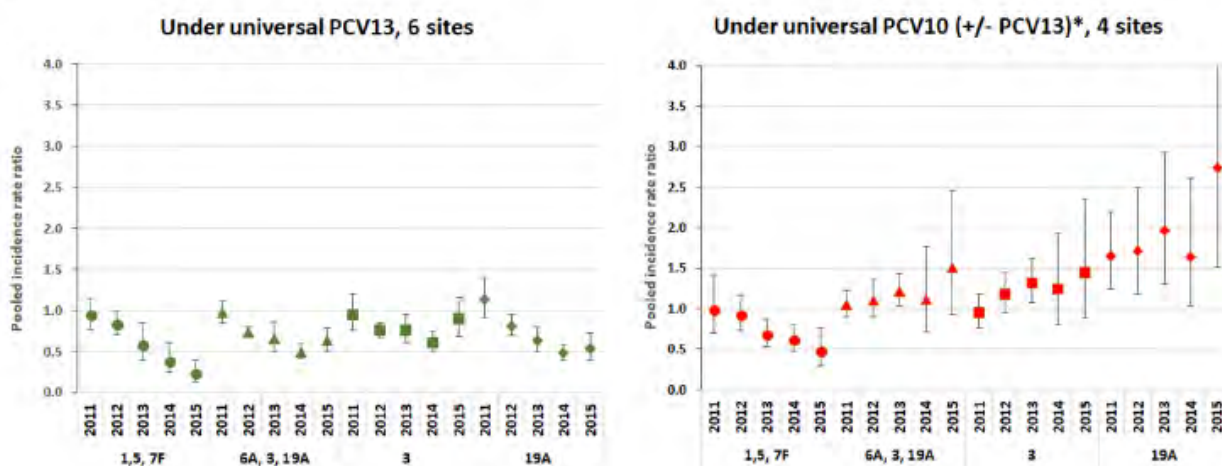 Under universal PCV13, 6 sites
Pooled incidence rate ratio
4.0
3.5
3.0
2.5
2.0
1.5
1.0
0.5
0.0
2011 2012 2013 2014 2015 2011 2012 2013 2014 2015 2011 2012 2013 2014 2015 2011 2012 2013 2014 2015
1,5, 7F 6A, 3, 19A 3 19A
Under universal PCV10 (+/- PCV13)*, 4 sites
Pooled incidence rate ratio
4.0
3.5
3.0
2.5
2.0
1.5
1.0
0.5
0.0
2011 2012 2013 2014 2015 2011 2012 2013 2014 2015 2011 2012 2013 2014 2015 2011 2012 2013 2014 2015
1,5, 7F 6A, 3, 19A 3 19A